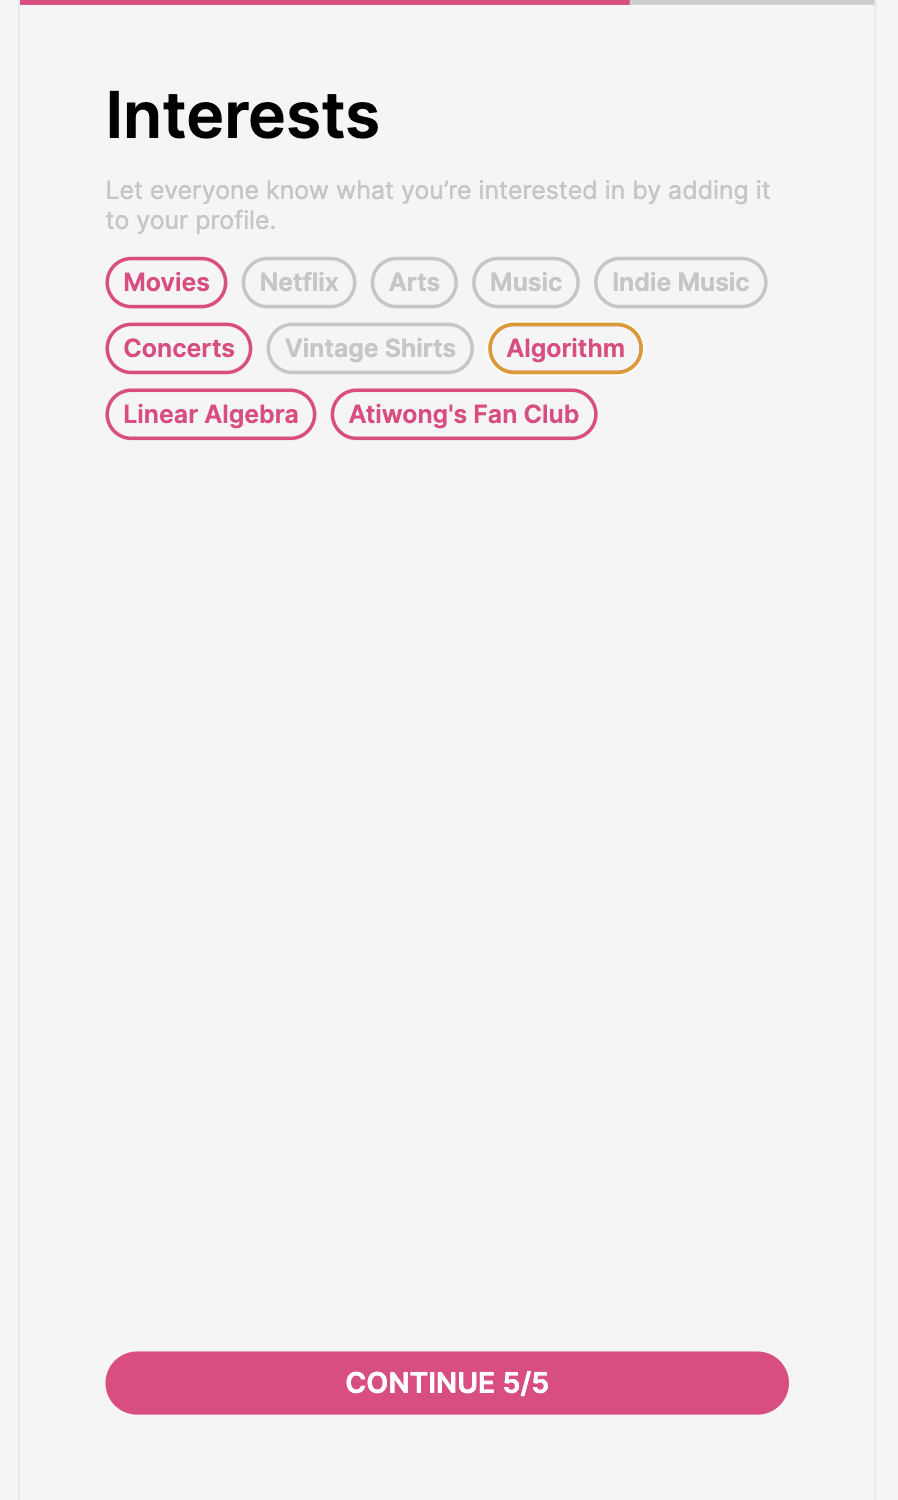 Interests
Let everyone know what you’re interested in by adding it
to your profile.
Movies Netflix Arts Music Indie Music
Concerts Vintage Shirts Algorithm
Linear Algebra Atiwong's Fan Club
CONTINUE 5/5